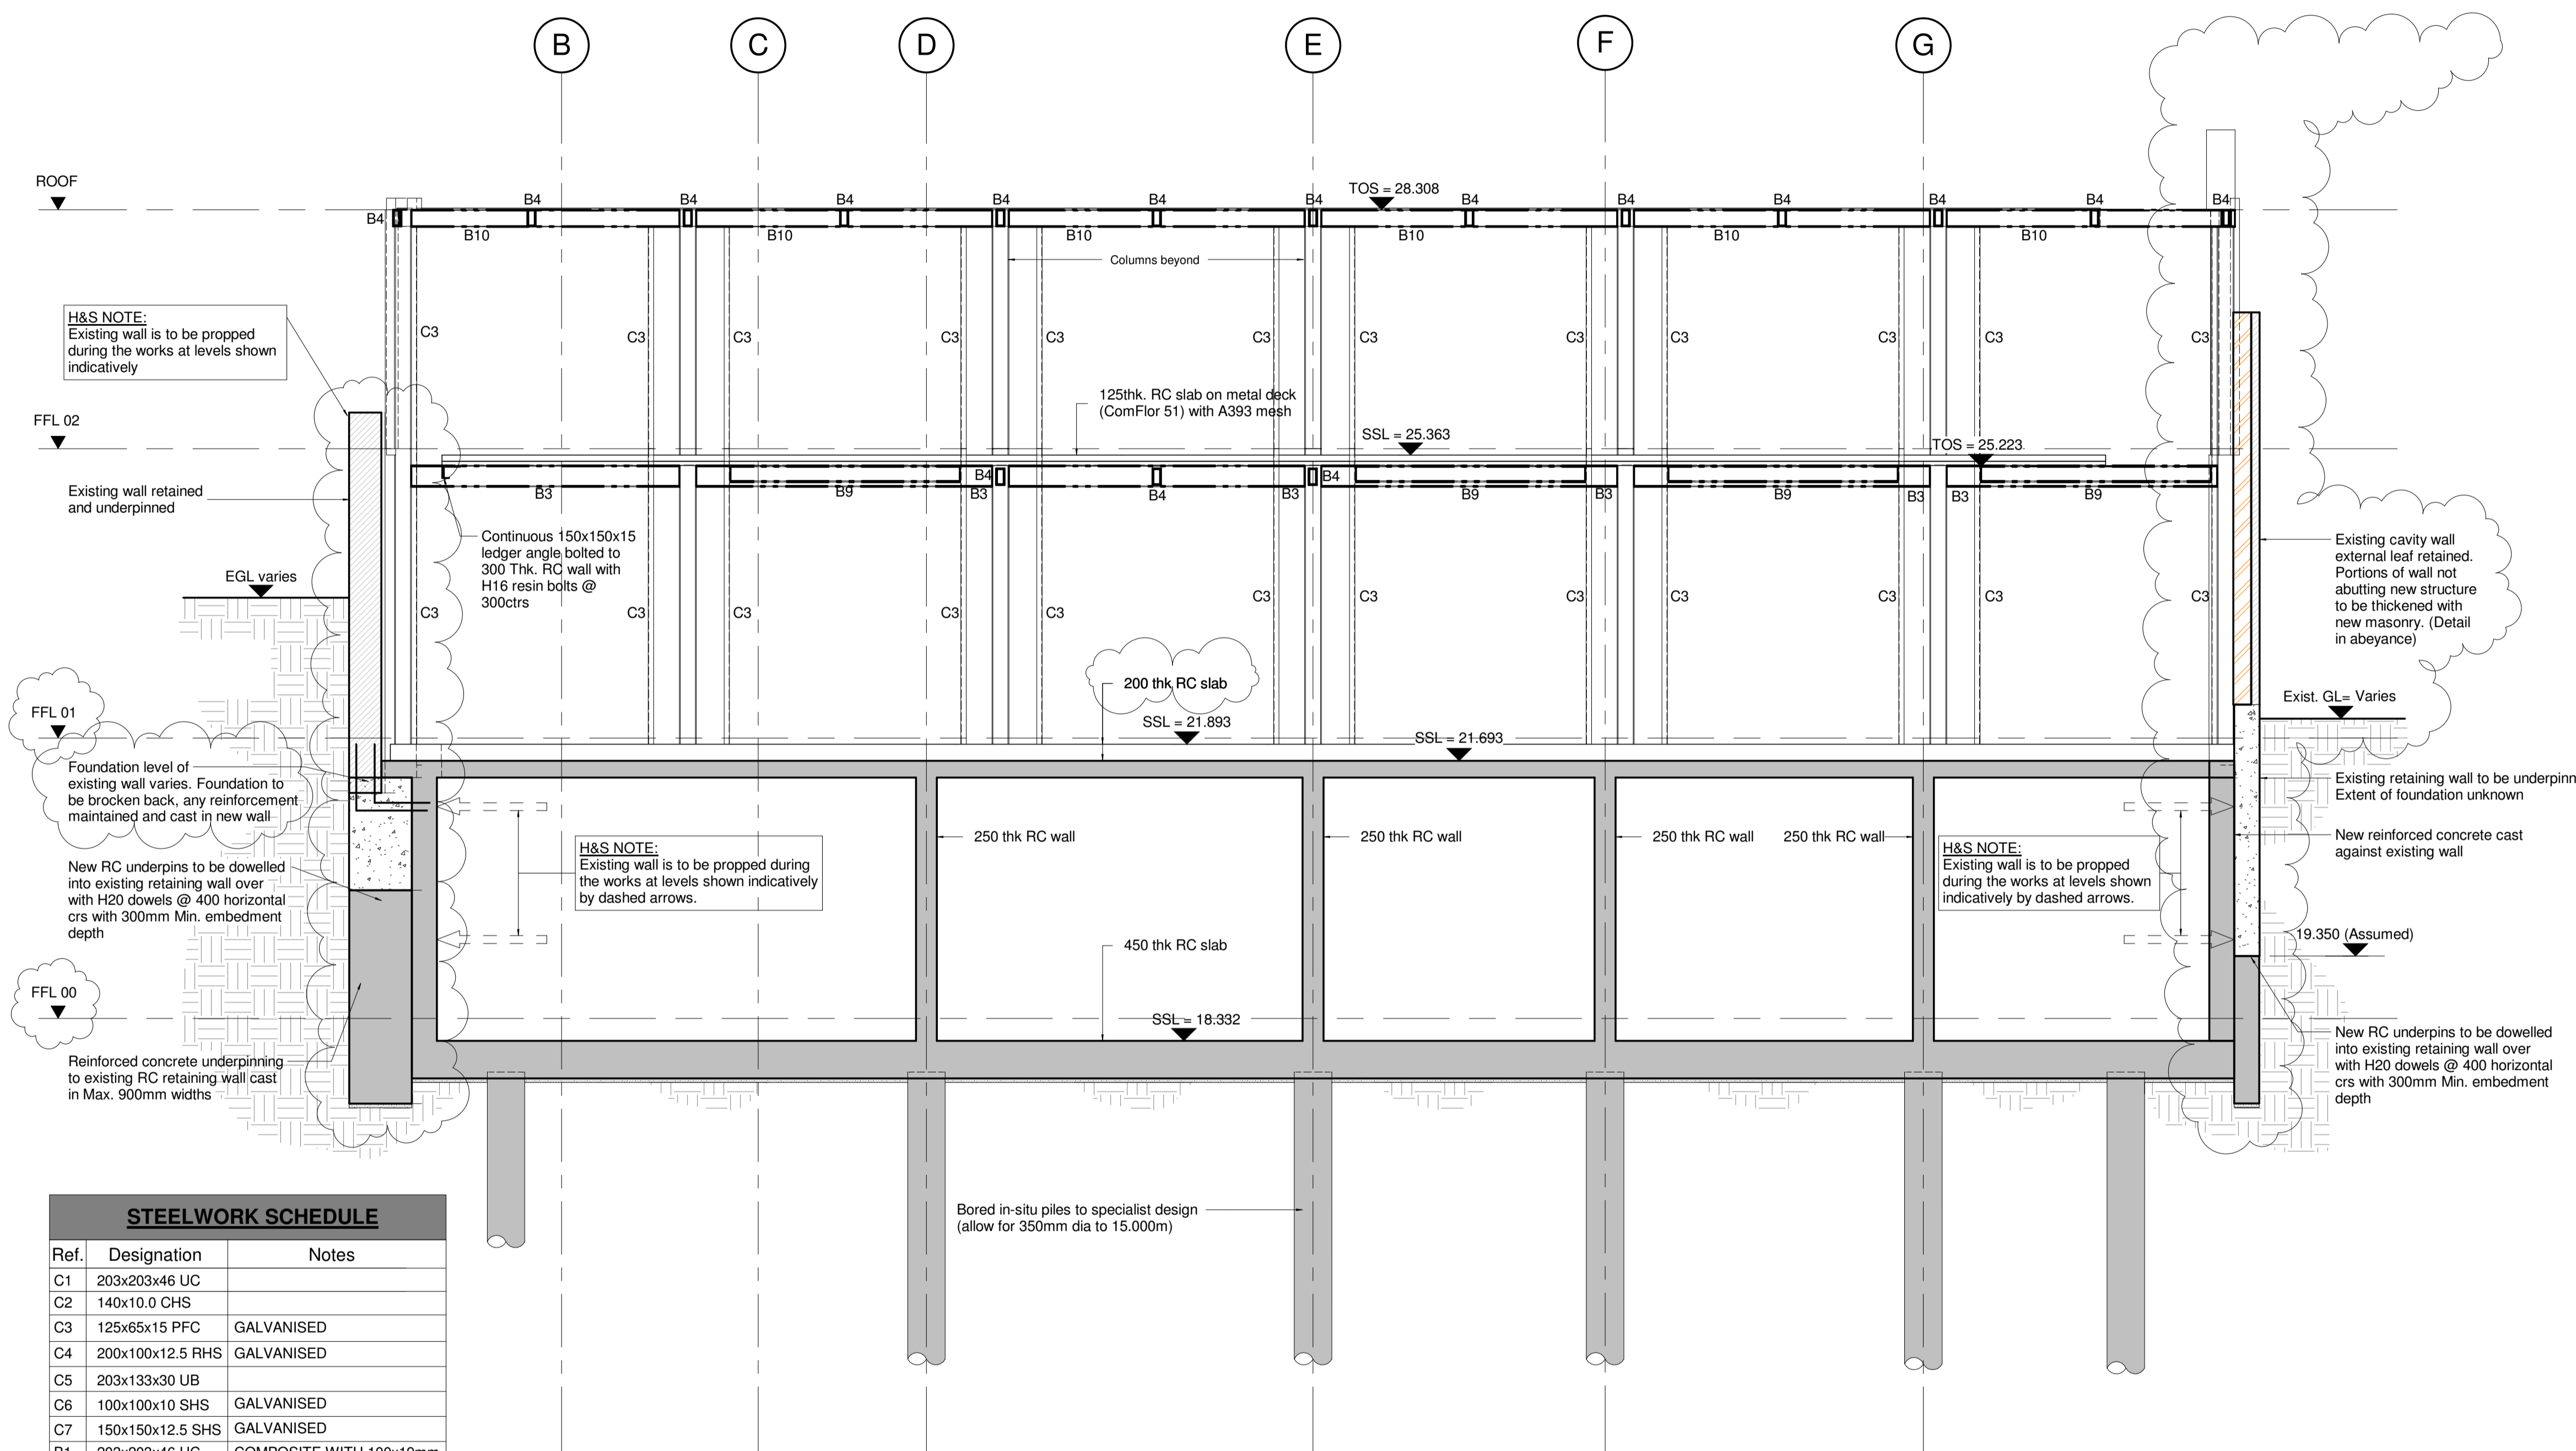 B
C
D
E
F
G
ROOF
TOS = 28.308
B4
B4
B4
B4
B4
B4
B4
B4
B4
B4
B4
B4
B4
B10
B10
B10
B10
B10
B10
Columns beyond
H&S NOTE:
Existing wall is to be propped
during the works at levels shown
indicatively
C3
C3
C3
C3
C3
C3
C3
C3
C3
C3
C3
C3
125thk. RC slab on metal deck
(ComFlor 51) with A393 mesh
FFL 02
SSL = 25.363
TOS = 25.223
B3
B9
B4
B3
B4
B3
B4
B9
B3
B9
B3
B3
B9
Existing wall retained
and underpinned
Continuous 150x150x15
ledger angle bolted to
300 Thk. RC wall with
H16 resin bolts @
300ctrs
Existing cavity wall
external leaf retained.
Portions of wall not
abutting new structure
to be thickened with
new masonry. (Detail
in abeyance)
EGL varies
C3
C3
C3
C3
C3
C3
C3
C3
C3
C3
C3
C3
200 thk RC slab
Exist. GL= Varies
FFL 01
SSL = 21.893
SSL = 21.693
Foundation level of
existing wall varies. Foundation to
be brocken back, any reinforcement
maintained and cast in new wall
Existing retaining wall to be underpinn
Extent of foundation unknown
250 thk RC wall
250 thk RC wall
250 thk RC wall
250 thk RC wall
New reinforced concrete cast
against existing wall
H&S NOTE:
Existing wall is to be propped during
the works at levels shown indicatively
by dashed arrows.
H&S NOTE:
Existing wall is to be propped
during the works at levels shown
indicatively by dashed arrows.
New RC underpins to be dowelled
into existing retaining wall over
with H20 dowels @ 400 horizontal
crs with 300mm Min. embedment
depth
450 thk RC slab
19.350 (Assumed)
FFL 00
SSL = 18.332
New RC underpins to be dowelled
into existing retaining wall over
with H20 dowels @ 400 horizontal
crs with 300mm Min. embedment
depth
Reinforced concrete underpinning
to existing RC retaining wall cast
in Max. 900mm widths
Bored in-situ piles to specialist design
(allow for 350mm dia to 15.000m)
STEELWORK SCHEDULE
Ref. Designation Notes
C1 203x203x46 UC
C2 140x10.0 CHS
C3 125x65x15 PFC GALVANISED
C4 200x100x12.5 RHS GALVANISED
C5 203x133x30 UB
C6 100x100x10 SHS GALVANISED
C7 150x150x12.5 SHS GALVANISED
B1 203x203x46 UC COMPOSITE WITH 100x10mm